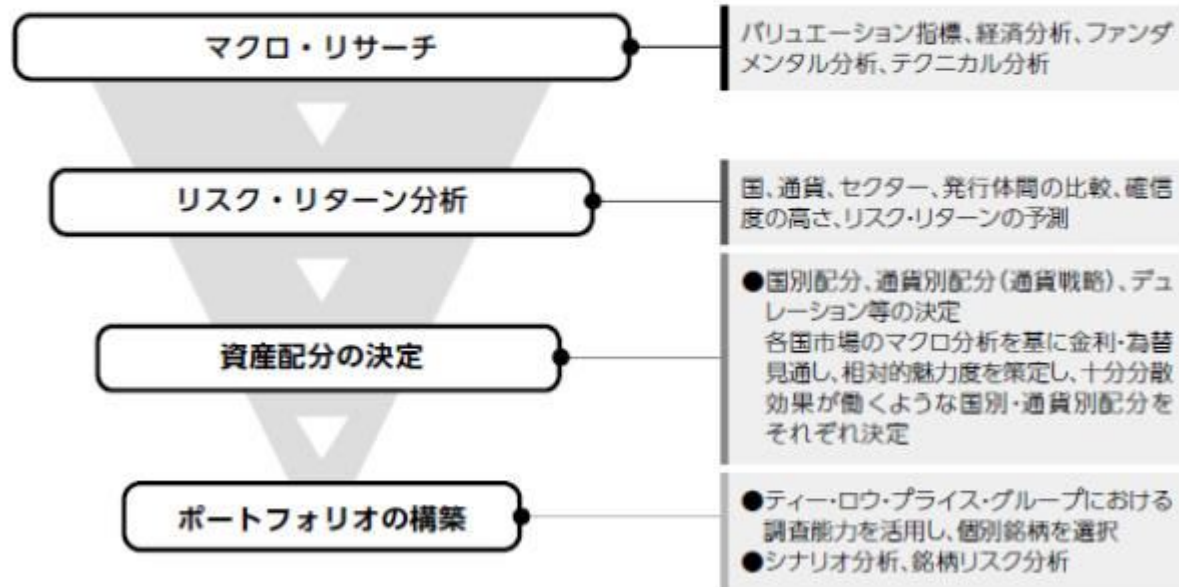 マクロ・リサーチ
バリュエーション指標、経済分析、ファンダ
メンタル分析、テクニカル分析
リスク・リターン分析
国、通貨、セクター、発行体間の比較、確信
度の高さ、リスク・リターンの予測
資産配分の決定
●国別配分、通貨別配分(通貨戦略)、デュ
レーション等の決定
各国市場のマクロ分析を基に金利・為替
見通し、相対的魅力度を策定し、十分分散
効果が働くような国別・通貨別配分を
それぞれ決定
ポートフォリオの構築
●ティー・ロウ・プライス・グループにおける
調査能力を活用し、個別銘柄を選択
●シナリオ分析、銘柄リスク分析